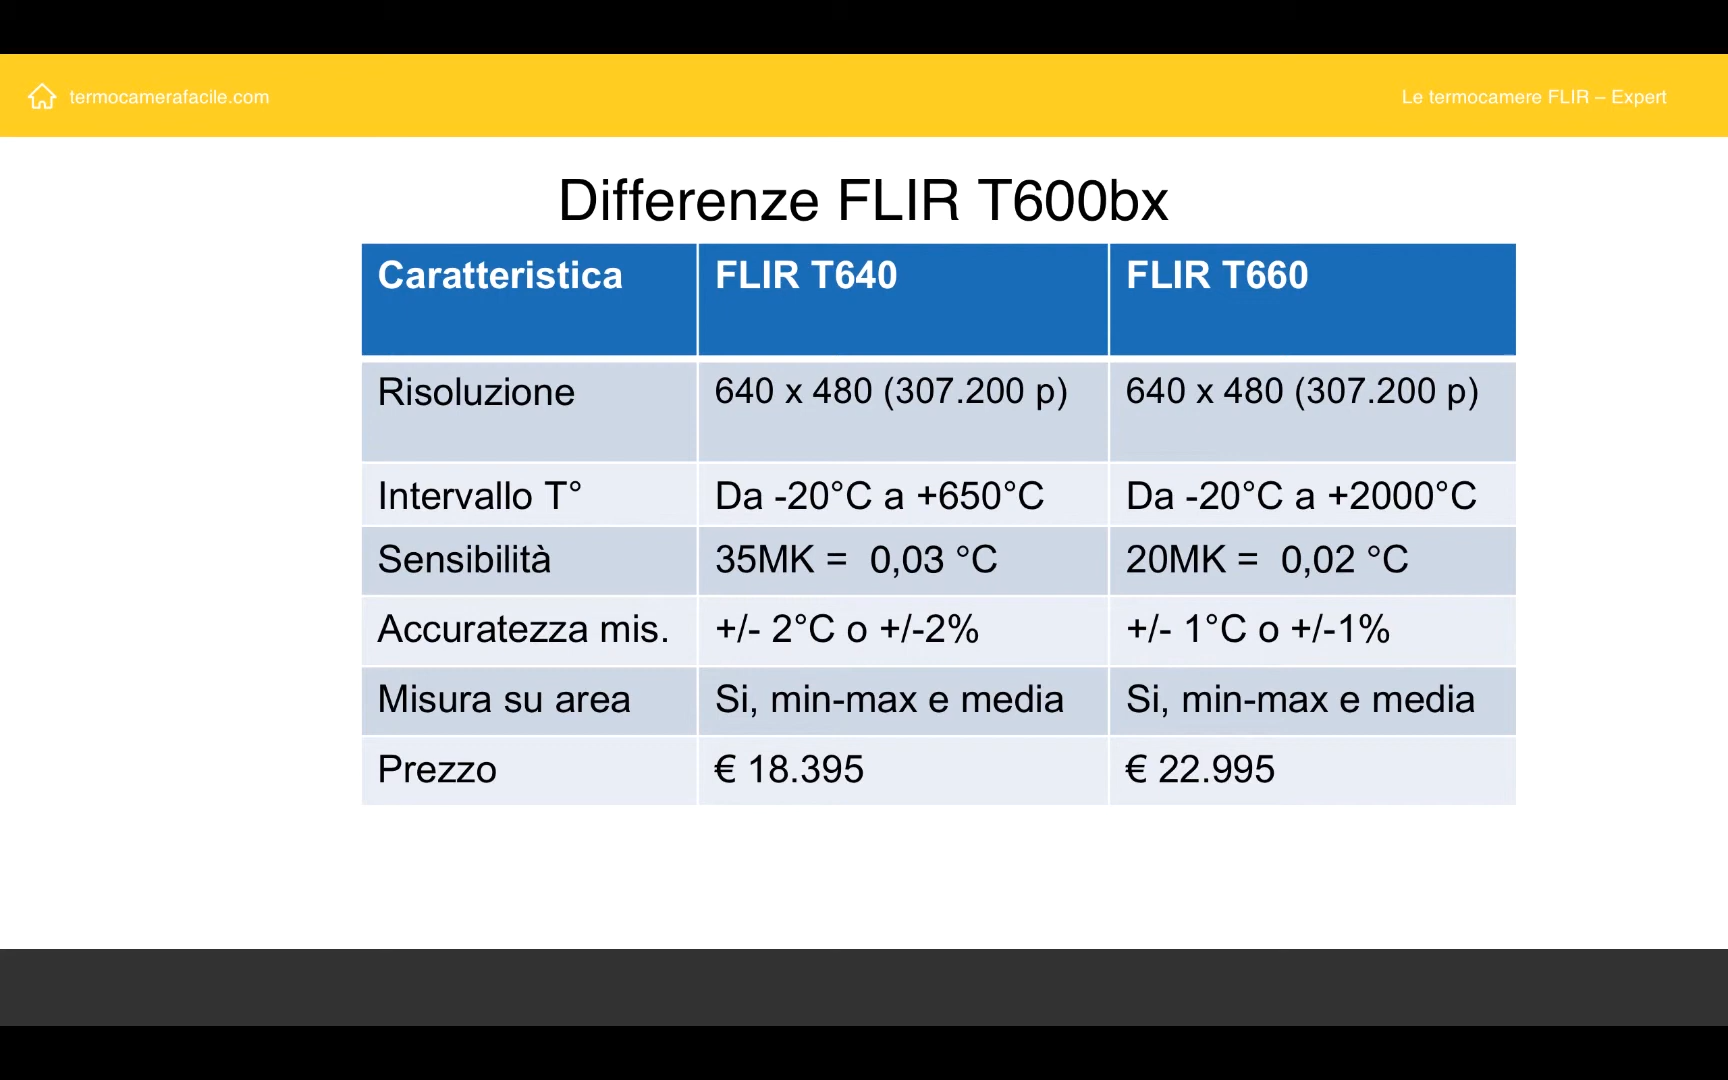 termocamerafacile.com
Le termocamere FLIR – Expert
Differenze FLIR T600bx
Caratteristica FLIR T640 FLIR T660
Risoluzione 640 x 480 (307.200 p) 640 x 480 (307.200 p)
Intervallo T° Da -20°C a +650°C Da -20°C a +2000°C
Sensibilità 35MK = 0,03 °C 20MK = 0,02 °C
Accuratezza mis. +/- 2°C o +/-2% +/- 1°C o +/-1%
Misura su area Si, min-max e media Si, min-max e media
Prezzo € 18.395 € 22.995